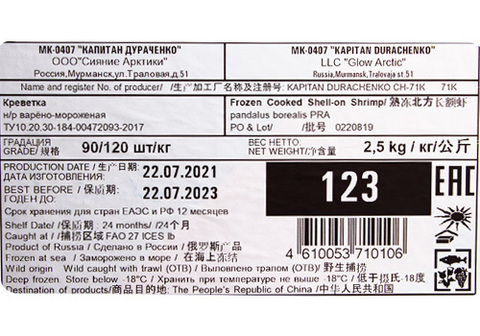 МК-0407 "КАПИТАН ДУРАЧЕНКО"
ООО"Сияние Арктики"
Россия,Мурманск,ул.Траловая,д.51
МК-0407 "KAPITAN DURACHENKO"
LLC "Glow Arctic"
Russia,Murmansk,Tralovaja st.51
Name and register No. of producer/ /生产加工厂名称及注册号: KAPITAN DURACHENKO CH-71K 71K
Креветка
н/р варёно-мороженая
ТУ10.20.30-184-00472093-2017
Frozen Cooked Shell-on Shrimp/ 熟冻北方长额虾
pandalus borealis PRA
PO & Lot/ /批号: 0220819
ГРАДАЦИЯ
GRADE/ 规格
90/120 шт/кг
ВЕС НЕТТО:
NET WEIGHT/ 净重:
2,5 kg / кг/公斤
PRODUCTION DATE / 生产日期
ДАТА ИЗГОТОВЛЕНИЯ:
22.07.2021
BEST BEFORE / 保质期:
ГОДЕН ДО:
22.07.2023
Срок хранения для стран ЕАЭС и РФ 12 месяцев
123
EAC
Shelf Date/ /保质期: 24 months/ /24个月
Caught at / 捕捞区域 FAO 27 ICES Ib
Product of Russia / Сделано в России /俄罗斯产品
Frozen at sea / Заморожено в море / 在海上冻结
4 610053 710106
Wild origin Wild caught with trawl (OTB) / Выловлено тралом (OTB)/ 野生捕捞
Deep frozen. Store below -18°C / Хранить при температуре не выше -18°C / 低于摄氏-18度
Destination of products/商品目的地: The People's Republic of China /中华人民共和国